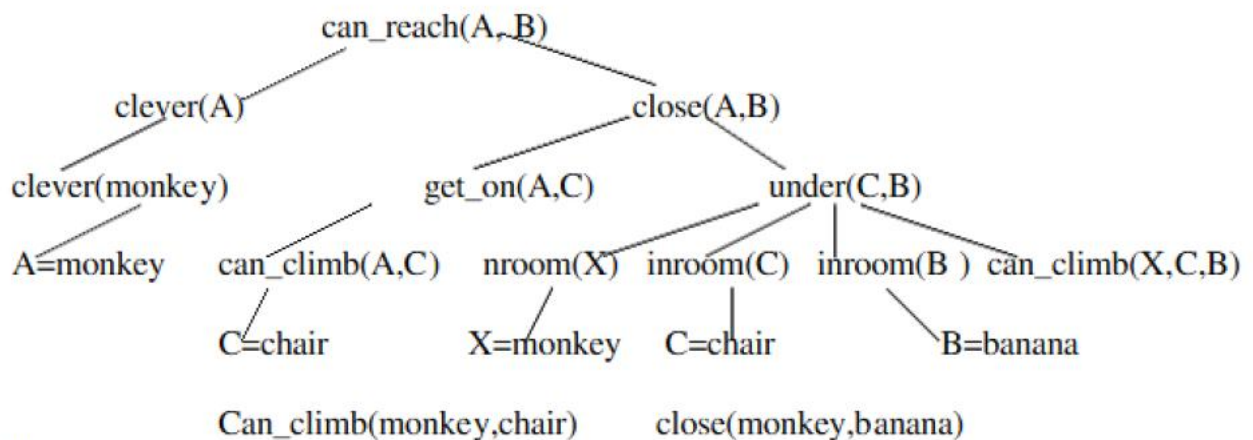 can_reach(A, B)
clever(A) close(A,B)
clever(monkey) get_on(A,C) under(C,B)
A=monkey can_climb(A,C) nroom(X) inroom(C) inroom(B ) can_climb(X,C,B)
C=chair X=monkey C=chair B=banana
Can_climb(monkey,chair) close(monkey,banana)